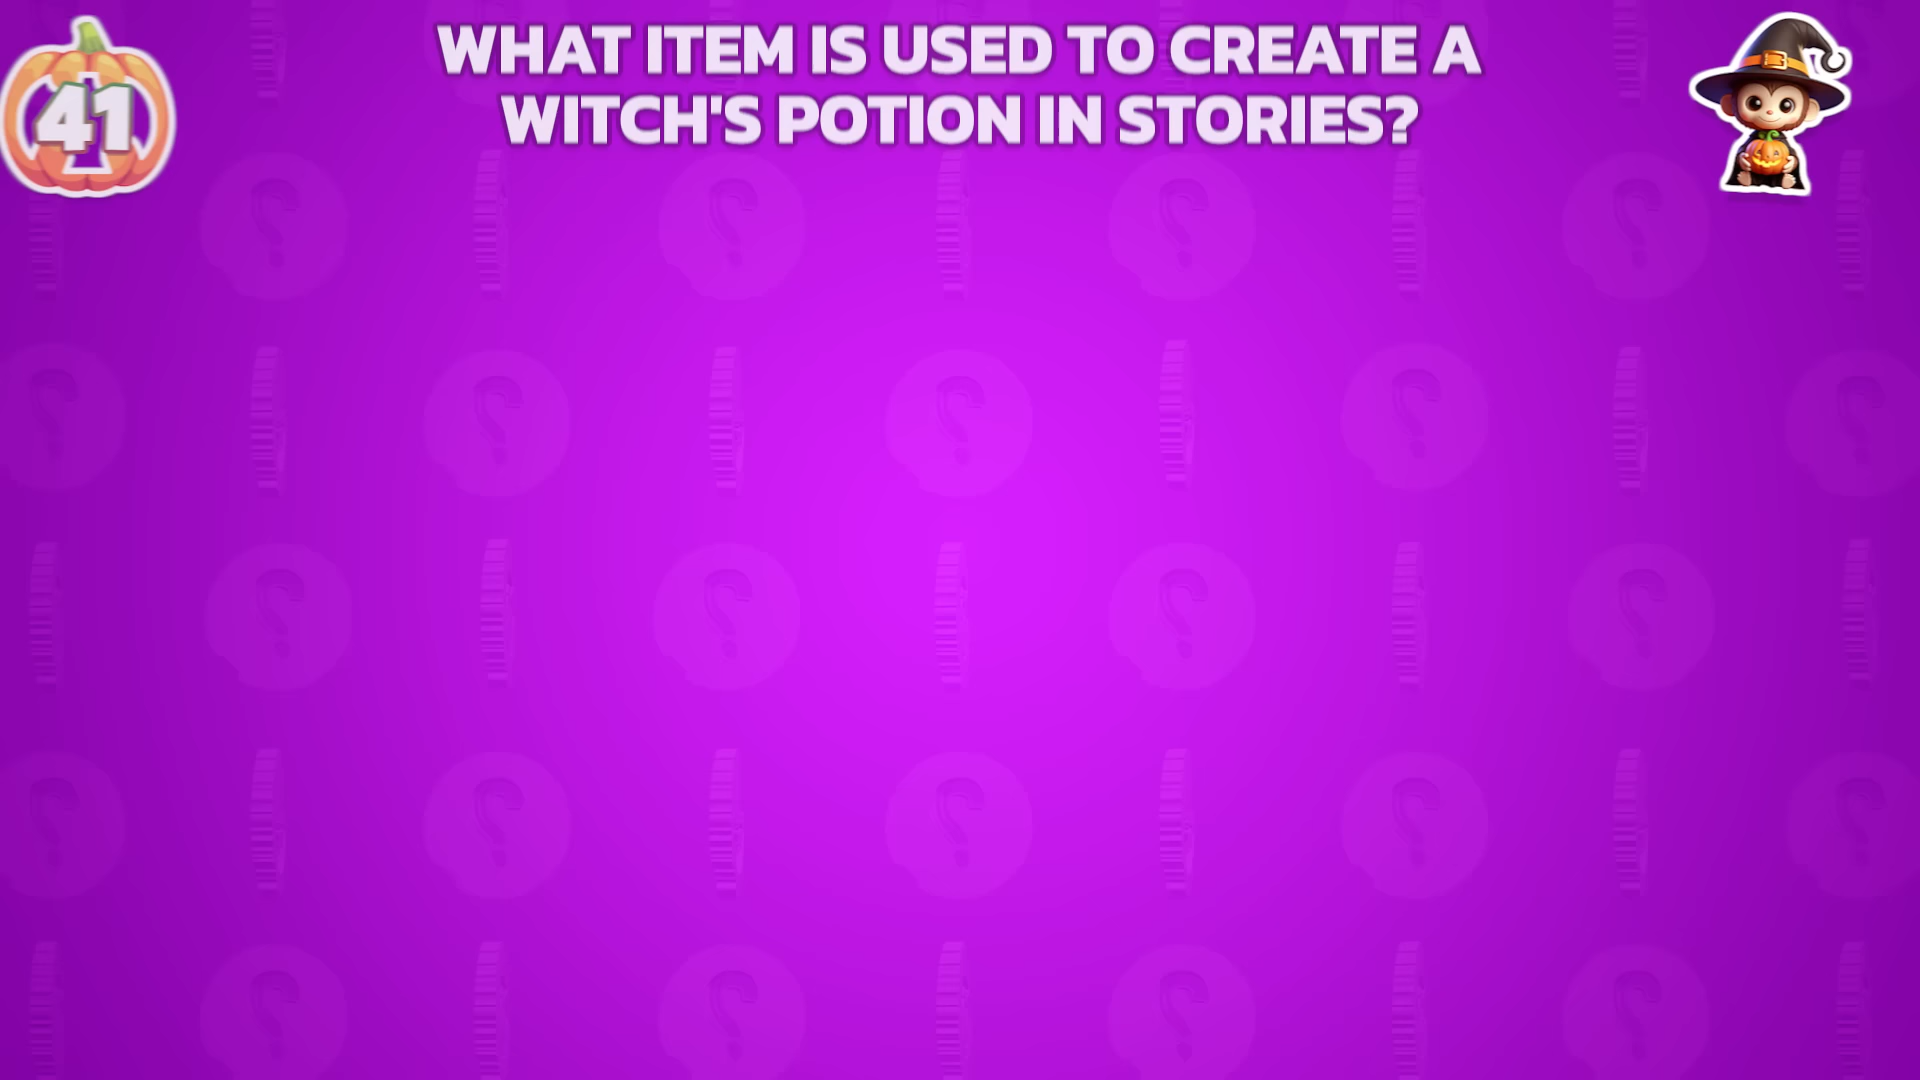 41
WHAT ITEM IS USED TO CREATE A
WITCH'S POTION IN STORIES?